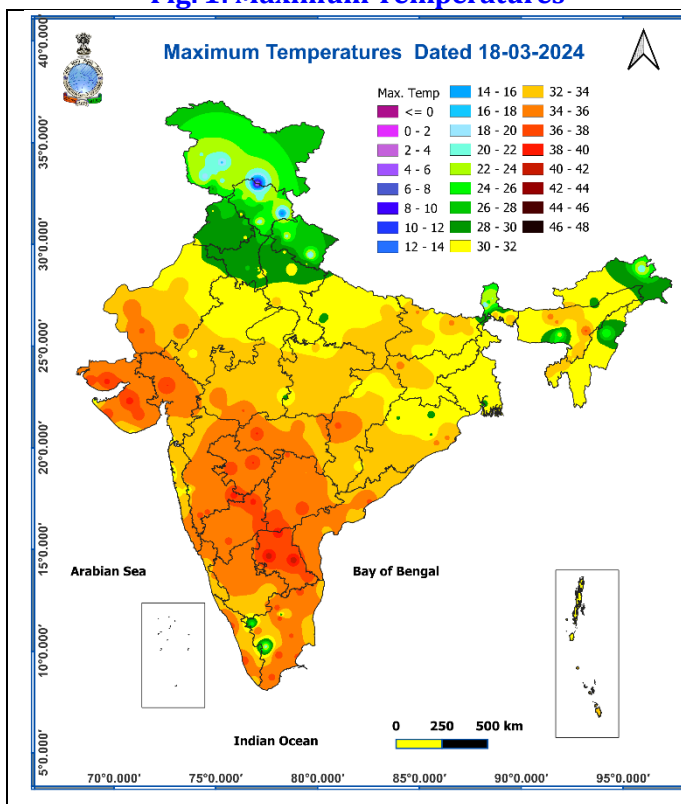 Fig. 1. Maximum Temperatures
Maximum Temperatures Dated 18-03-2024
Max. Temp
<= 0
0 - 2
2 - 4
4 - 6
6 - 8
8 - 10
10 - 12
12 - 14
14 - 16
16 - 18
18 - 20
20 - 22
22 - 24
24 - 26
26 - 28
28 - 30
30 - 32
32 - 34
34 - 36
36 - 38
38 - 40
40 - 42
42 - 44
44 - 46
46 - 48
40°0.000'
35°0.000'
30°0.000'
25°0.000'
20°0.000'
15°0.000'
10°0.000'
5°0.000'
Arabian Sea
Bay of Bengal
Indian Ocean
0 250 500 km
70°0.000' 75°0.000' 80°0.000' 85°0.000' 90°0.000' 95°0.000'